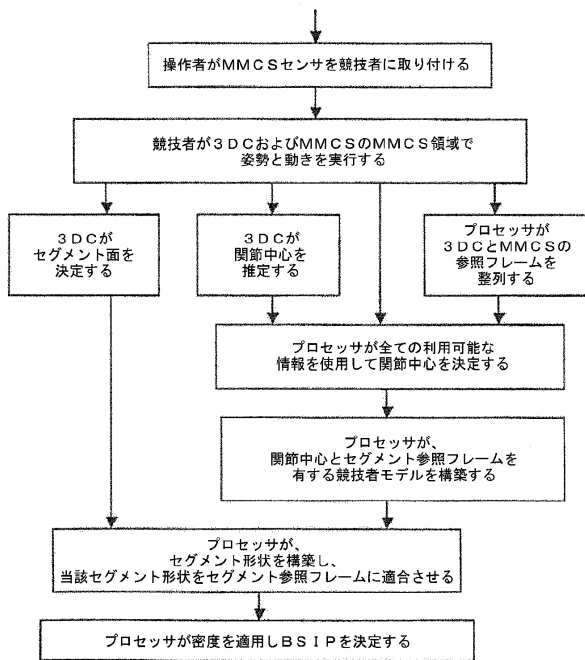 操作者がMMCSセンサを競技者に取り付ける
競技者が3DCおよびMMCSのMMCS領域で
姿勢と動きを実行する
3DCが
セグメント面を
決定する
3DCが
関節中心を
推定する
プロセッサが
3DCとMMCSの
参照フレームを
整列する
プロセッサが全ての利用可能な
情報を使用して関節中心を決定する
プロセッサが、
関節中心とセグメント参照フレームを
有する競技者モデルを構築する
プロセッサが、
セグメント形状を構築し、
当該セグメント形状をセグメント参照フレームに適合させる
プロセッサが密度を適用しBSIPを決定する